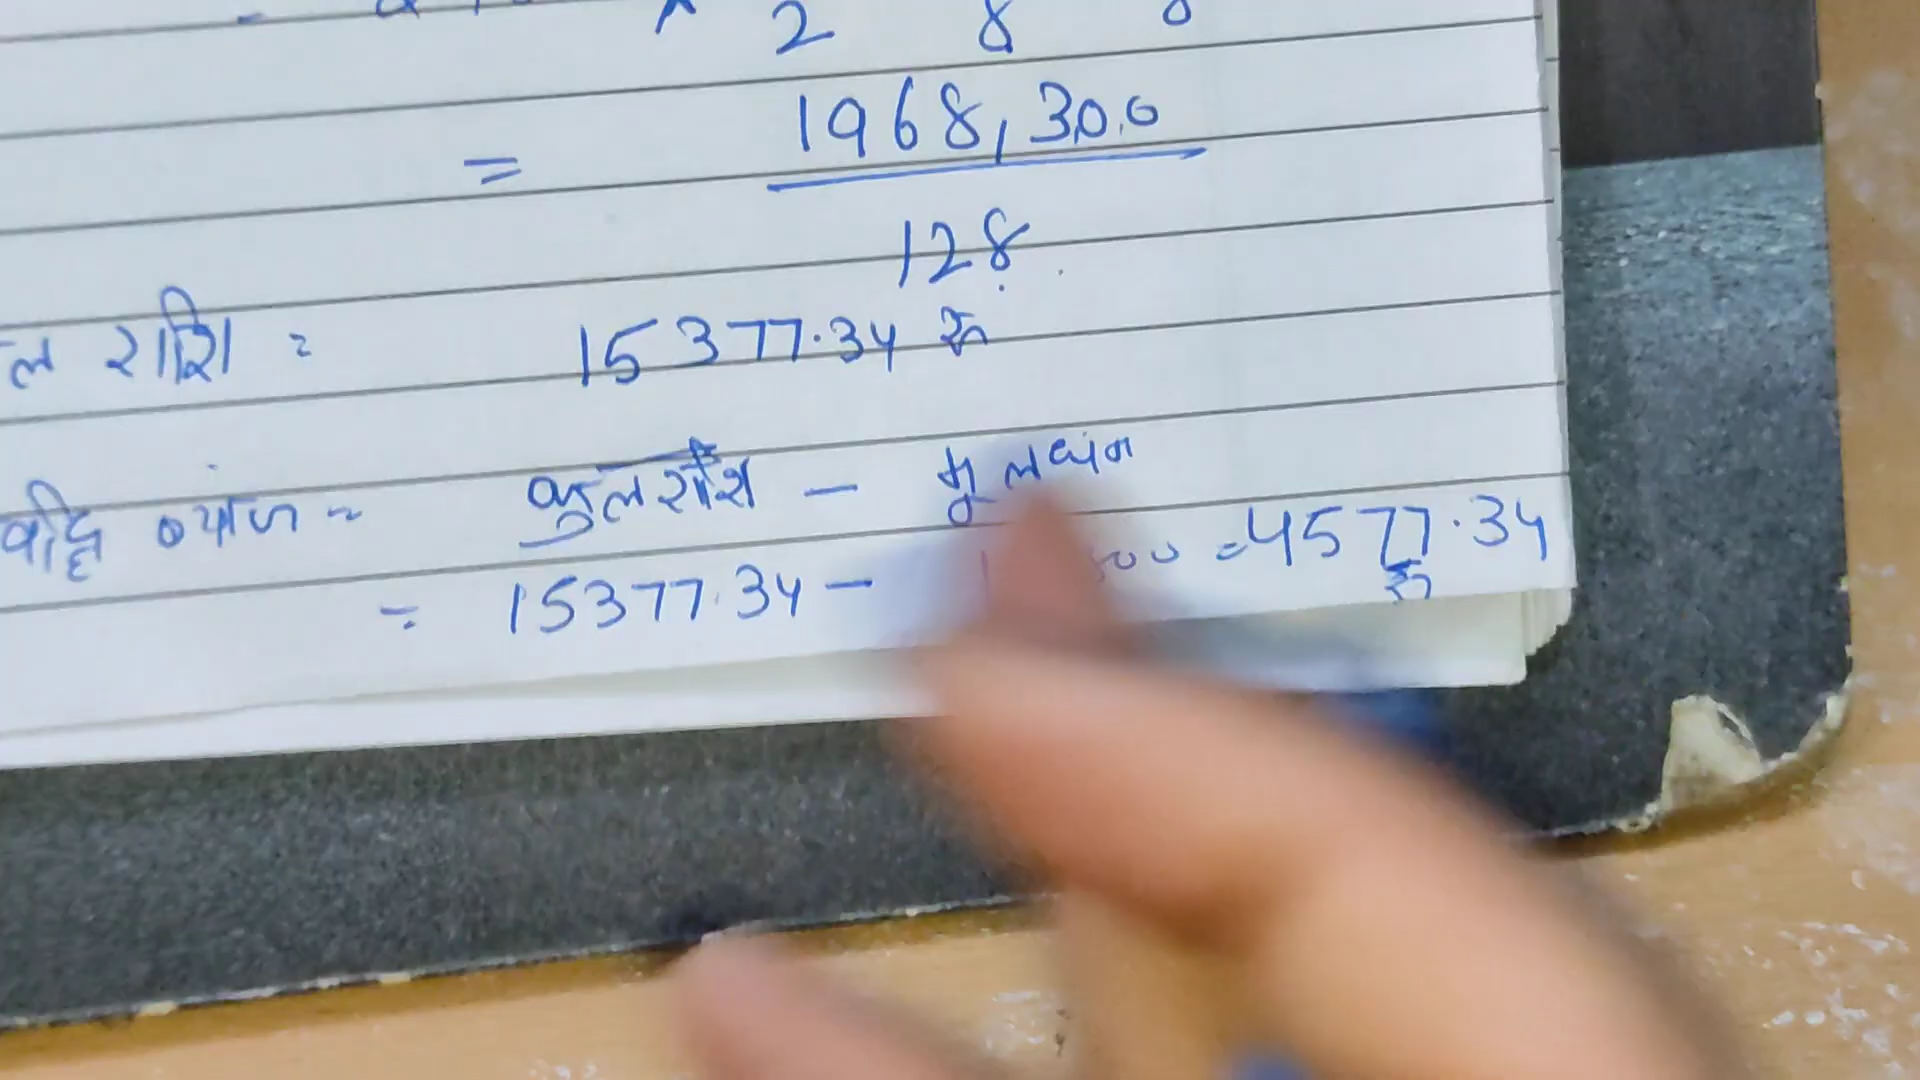 2 8 8
= 1968,300
128
राशि = 15377.34 रु
ब्याज = कुलराशि - मूलधन
= 15377.34 - = 4577.34
रु